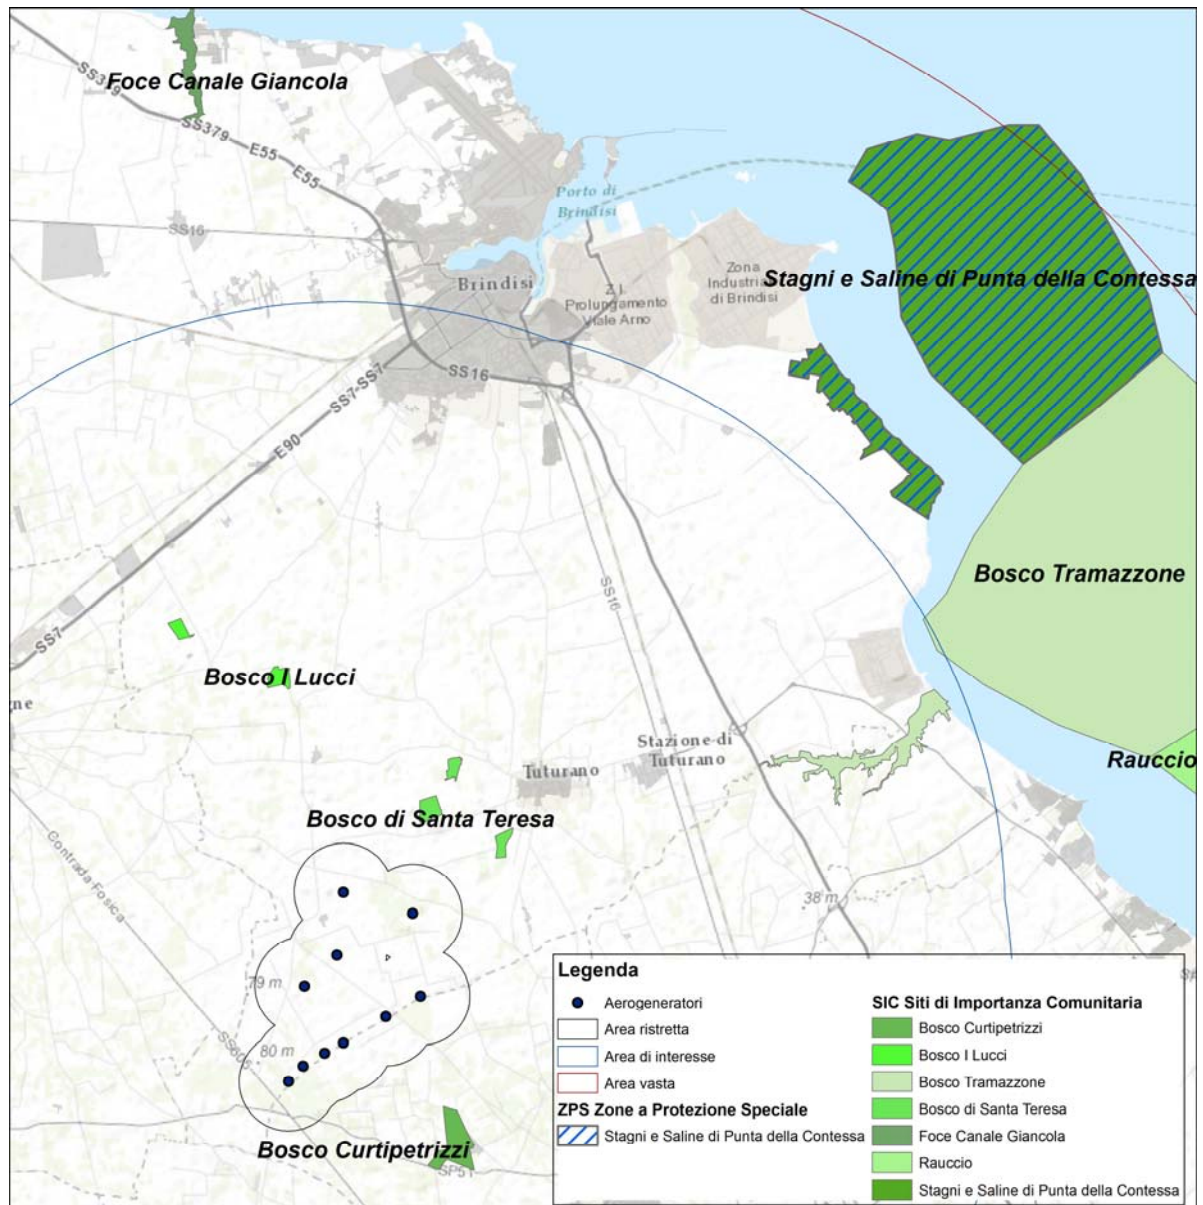 Foce Canale Giancola
SS379
SS379
E55
E55
SS16
Porto di
Brindisi
Brindisi
Zona
Industriale
di Brindisi
Z.I.
Prolungamento
Viale Arno
Stagni e Saline di Punta della Contessa
SS7-SS7
SS16
E90
SS16
SS7
Bosco Tramazzone
Bosco I Lucci
gne
Stazione di
Tuturano
Tuturano
Rauccio
Bosco di Santa Teresa
Contrada Fosica
38 m
79 m
SS605
80 m
Bosco Curtipetrizzi
SP51
Legenda
Aerogeneratori
Area ristretta
Area di interesse
Area vasta
ZPS Zone a Protezione Speciale
Stagni e Saline di Punta della Contessa
SIC Siti di Importanza Comunitaria
Bosco Curtipetrizzi
Bosco I Lucci
Bosco Tramazzone
Bosco di Santa Teresa
Foce Canale Giancola
Rauccio
Stagni e Saline di Punta della Contessa